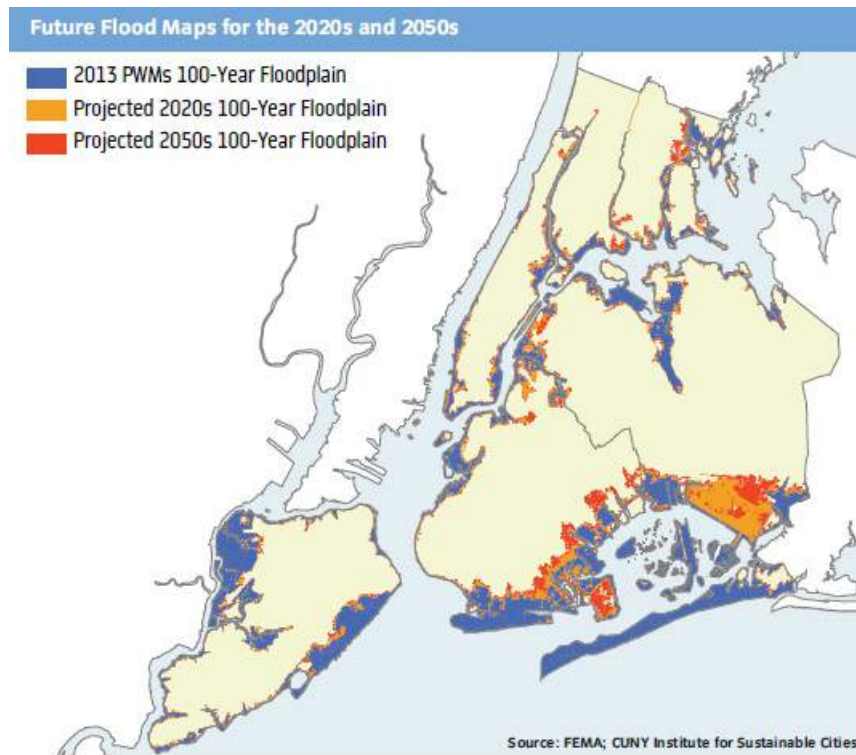 Future Flood Maps for the 2020s and 2050s
2013 PWMs 100-Year Floodplain
Projected 2020s 100-Year Floodplain
Projected 2050s 100-Year Floodplain
Source: FEMA; CUNY Institute for Sustainable Cities